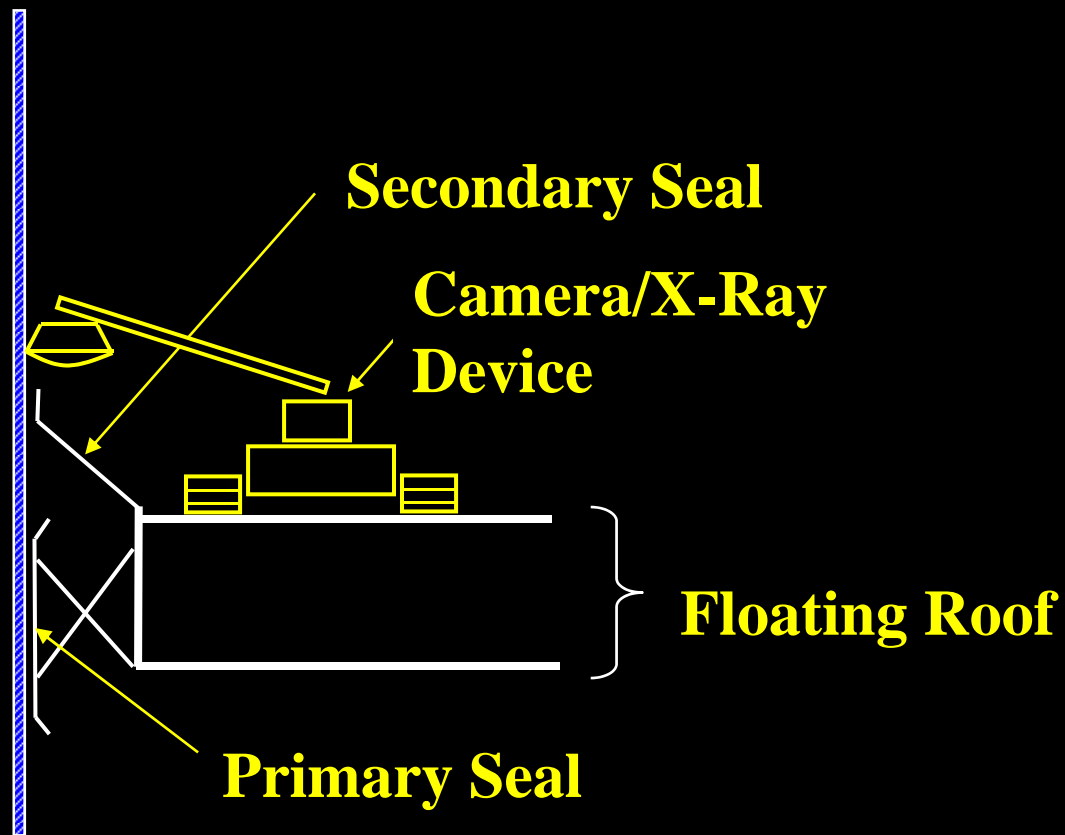 Secondary Seal
Camera/X-Ray
Device
Floating Roof
Primary Seal